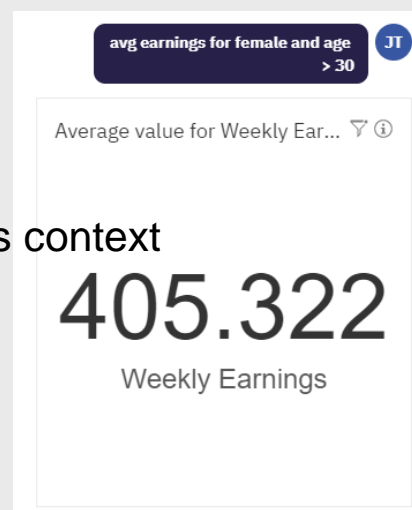 avg earnings for female and age
> 30
JT
Average value for Weekly Ear...
s context
405.322
Weekly Earnings